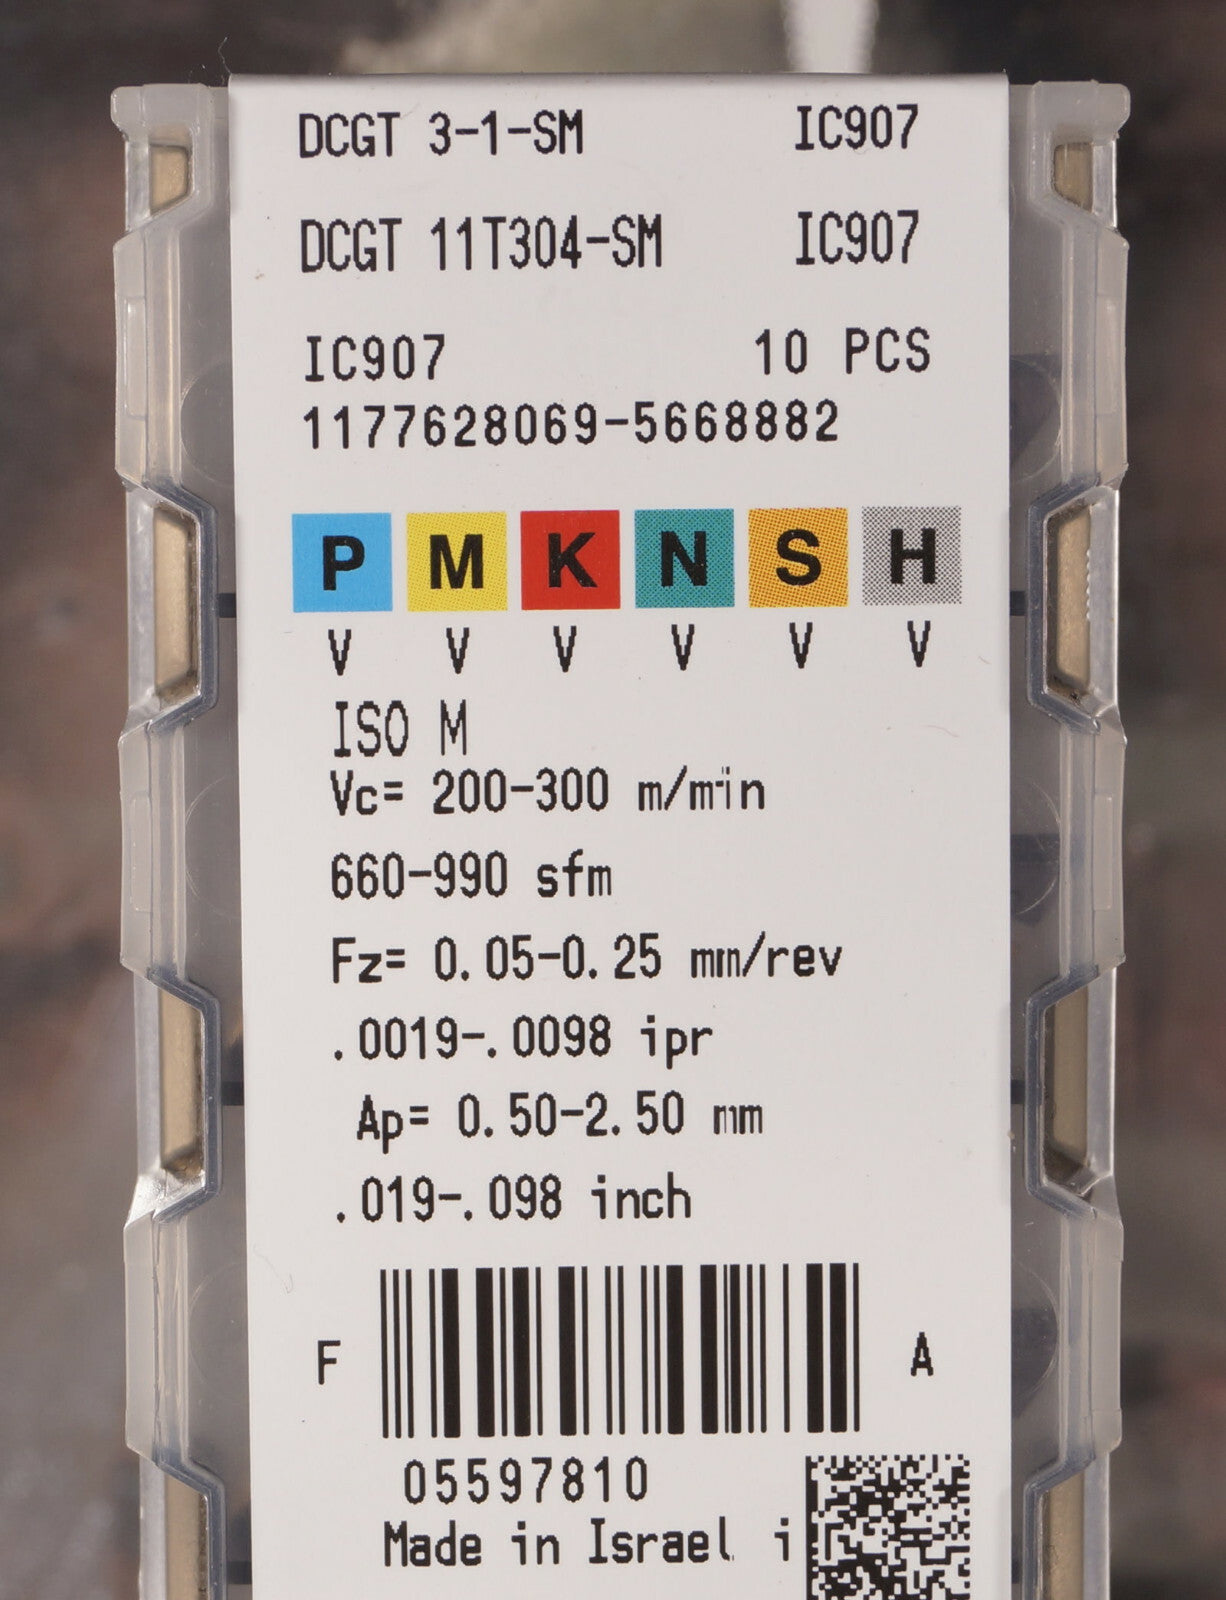 DCGT 3-1-SM IC907
DCGT 11T304-SM IC907
IC907 10 PCS
1177628069-5668882
P M K N S H
V V V V V V
ISO M
Vc= 200-300 m/min
660-990 sfm
Fz= 0.05-0.25 mm/rev
.0019-.0098 ipr
Ap= 0.50-2.50 mm
.019-.098 inch
F A
05597810
Made in Israel i